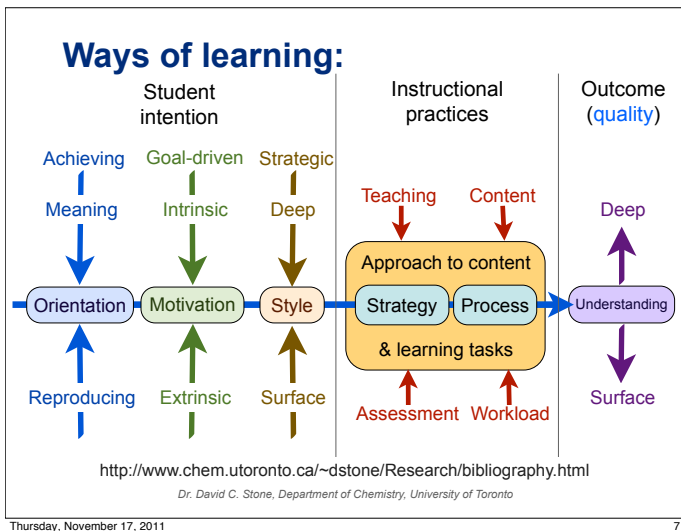 Ways of learning:
Student
intention
Instructional
practices
Outcome
(quality)
Achieving
Goal-driven
Strategic
Meaning
Intrinsic
Deep
Teaching
Content
Deep
Approach to content
Orientation
Motivation
Style
Strategy
Process
Understanding
& learning tasks
Reproducing
Extrinsic
Surface
Assessment
Workload
Surface
http://www.chem.utoronto.ca/~dstone/Research/bibliography.html
Dr. David C. Stone, Department of Chemistry, University of Toronto
Thursday, November 17, 2011
7